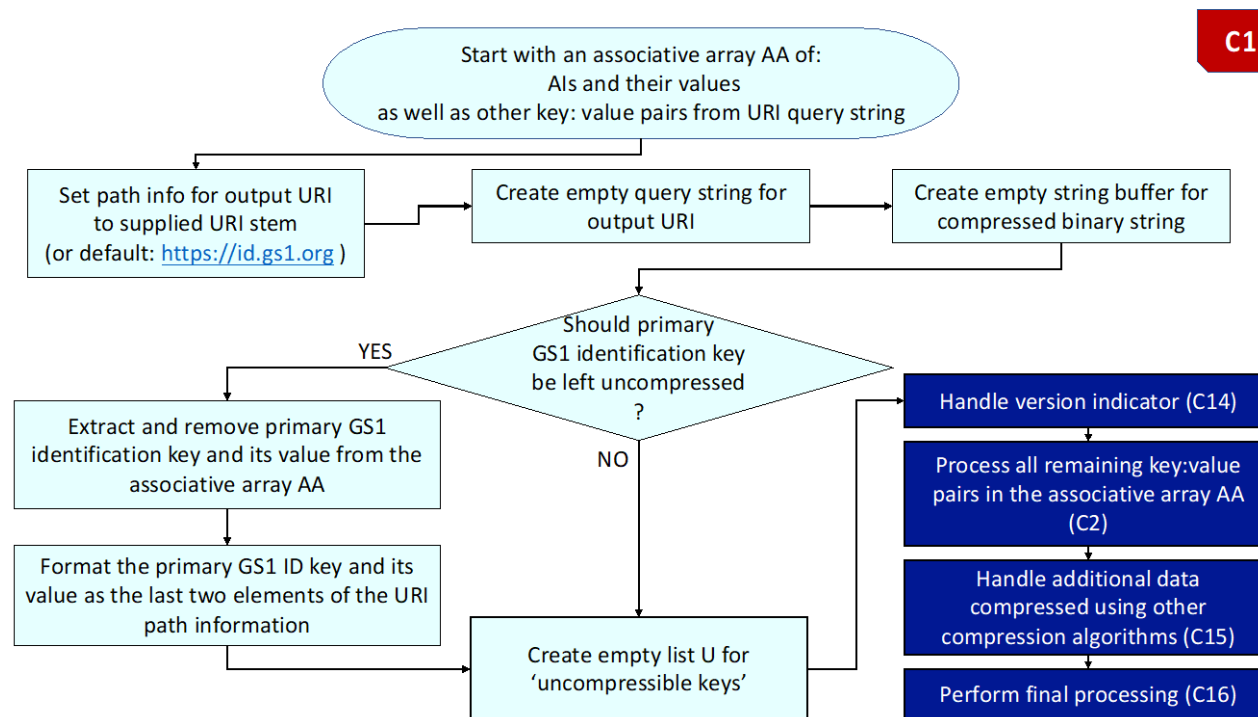 C1
Start with an associative array AA of:
AIs and their values
as well as other key: value pairs from URI query string
Set path info for output URI
to supplied URI stem
(or default: https://id.gs1.org )
Create empty query string for
output URI
Create empty string buffer for
compressed binary string
Should primary
GS1 identification key
be left uncompressed
?
YES
NO
Extract and remove primary GS1
identification key and its value from the
associative array AA
Format the primary GS1 ID key and its
value as the last two elements of the URI
path information
Create empty list U for
‘uncompressible keys’
Handle version indicator (C14)
Process all remaining key:value
pairs in the associative array AA
(C2)
Handle additional data
compressed using other
compression algorithms (C15)
Perform final processing (C16)